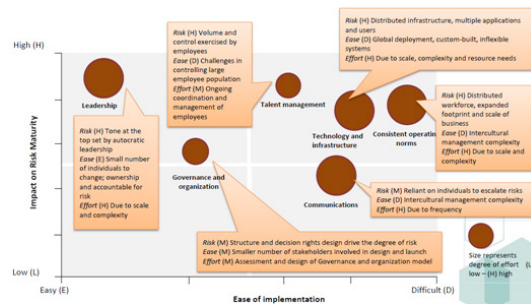 Risk (H) Distributed infrastructure, multiple applications
and users
Ease (D) Global deployment, custom-built, inflexible
systems
Effort (H) Due to scale, complexity and resource needs
Risk (H) Volume and
control exercised by
employees
Ease (D) Challenges in
controlling large
employee population
Effort (M) Ongoing
coordination and
management of
employees
High (H)
Leadership
Talent management
Technology and
infrastructure
Consistent operating
norms
Risk (H) Distributed
workforce, expanded
footprint and scale of
business
Ease (D) Intercultural
management complexity
Effort (H) Due to scale and
complexity
Impact on Risk Maturity
Risk (H) Tone at the
top set by autocratic
leadership
Ease (E) Small number
of individuals to
change; ownership
and accountable for
risk
Effort (H) Due to scale
and complexity
Governance and
organization
Communications
Risk (M) Reliant on individuals to escalate risks
Ease (D) Intercultural management complexity
Effort (H) Due to frequency
Risk (M) Structure and decision rights design drive the degree of risk
Ease (E) Smaller number of stakeholders involved in design and launch
Effort (M) Assessment and design of Governance and organization model
Low (L)
Easy (E)
Ease of implementation
Difficult (D)
Size represents
degree of effort (L
low – (H) high